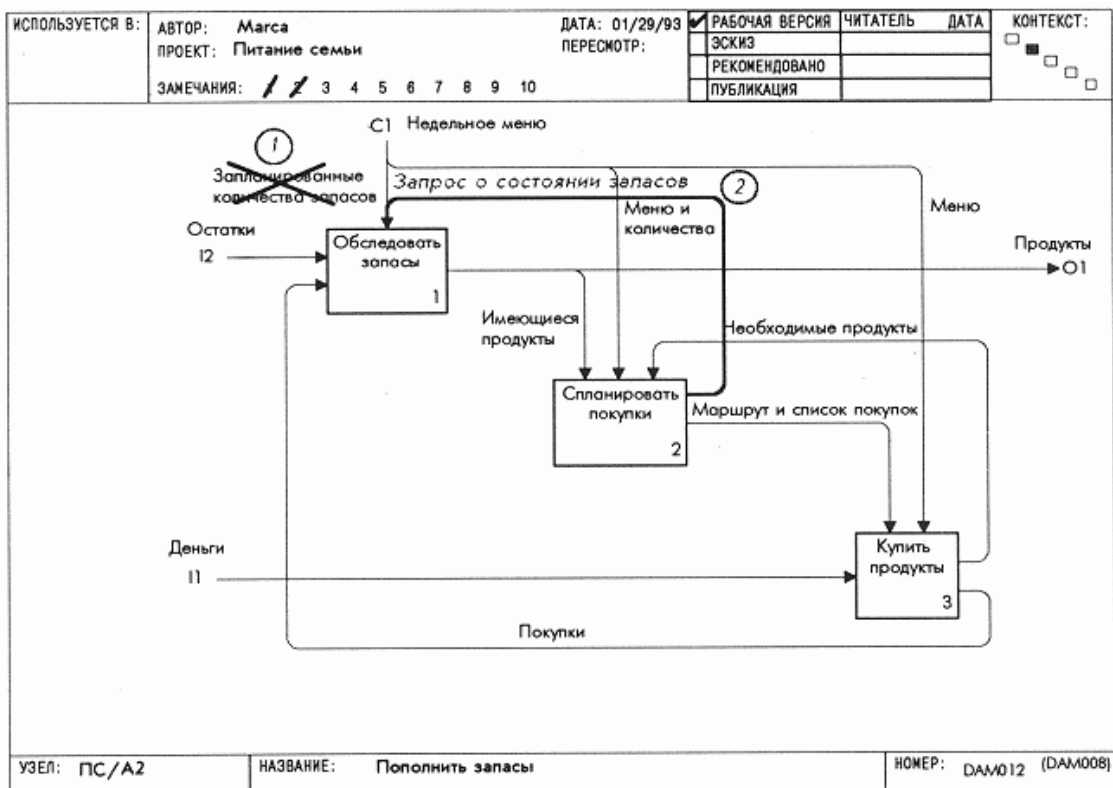 ИСПОЛЬЗУЕТСЯ В:
АВТОР: Marca
ДАТА: 01/29/93
ПРОЕКТ: Питание семьи
ПЕРЕСМОТР:
ЗАМЕЧАНИЯ: 1 2 3 4 5 6 7 8 9 10
РАБОЧАЯ ВЕРСИЯ
ЭСКИЗ
РЕКОМЕНДОВАНО
ПУБЛИКАЦИЯ
ЧИТАТЕЛЬ ДАТА
КОНТЕКСТ:
C1 Недельное меню
1
Запланированные
количества запасов
Запрос о состоянии запасов
2
Меню и
количества
Меню
Остатки
I2
Обследовать
запасы
1
Продукты
O1
Имеющиеся
продукты
Необходимые продукты
Спланировать
покупки
2
Маршрут и список покупок
Деньги
I1
Купить
продукты
3
Покупки
УЗЕЛ: ПС/A2
НАЗВАНИЕ: Пополнить запасы
НОМЕР: DAM012 (DAM008)